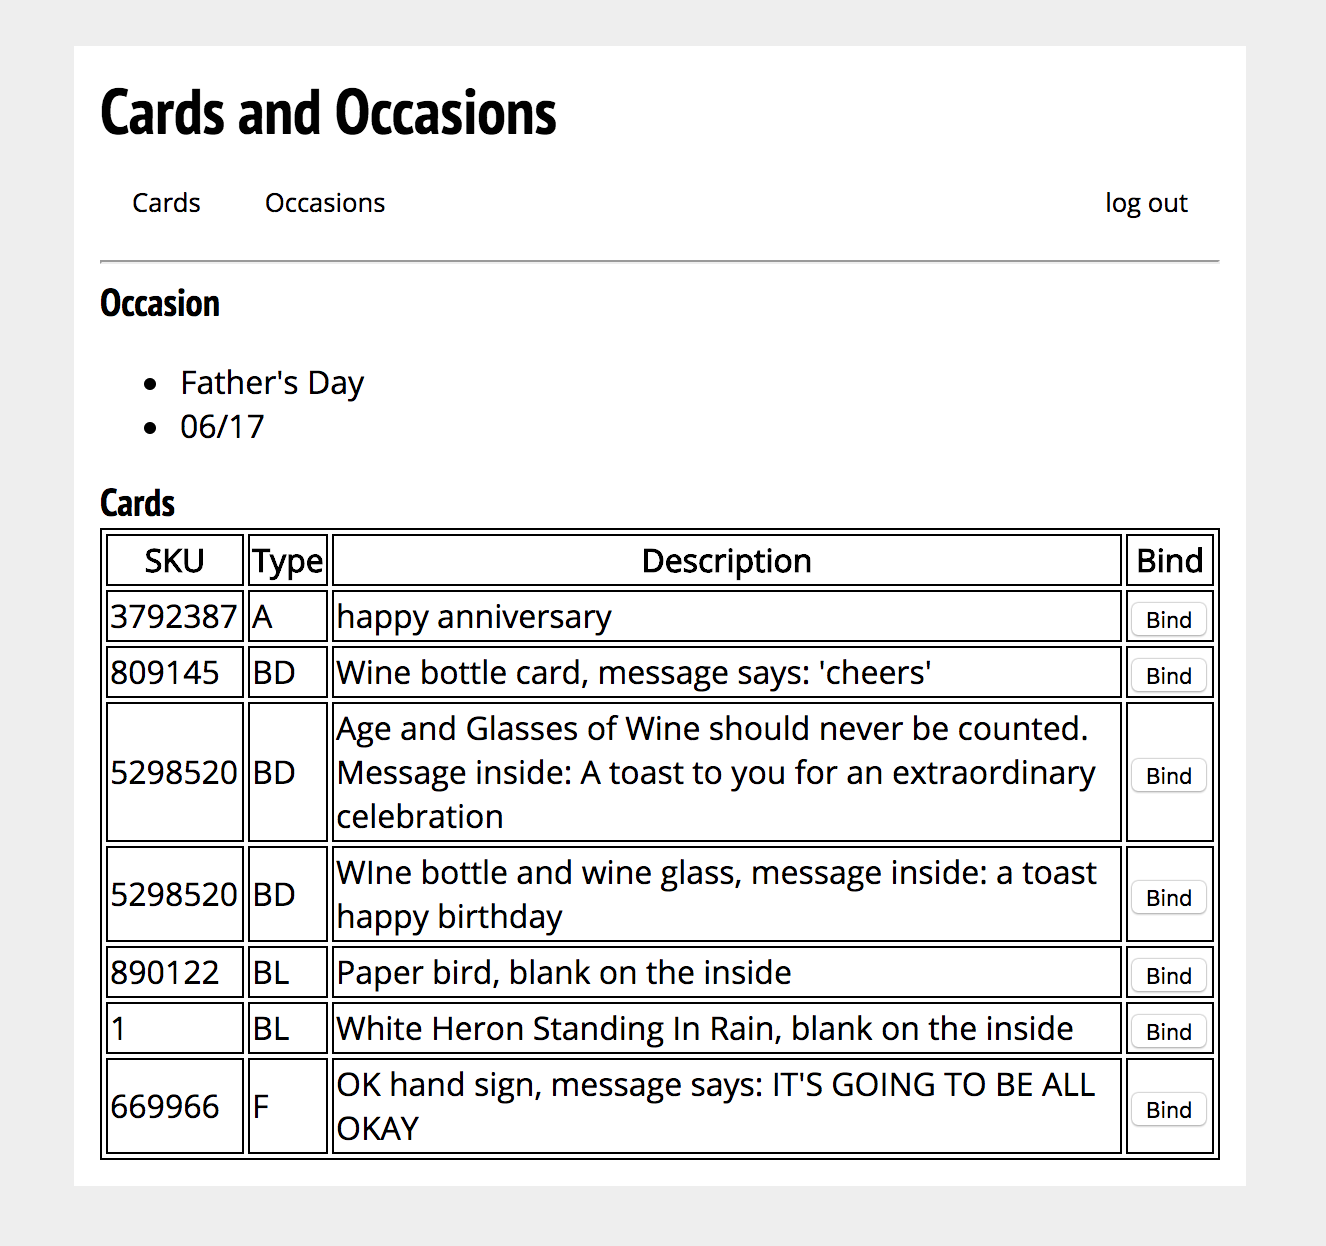 Cards and Occasions
Cards Occasions log out
Occasion
Father's Day
06/17
Cards
SKU Type Description Bind
3792387 A happy anniversary Bind
809145 BD Wine bottle card, message says: 'cheers' Bind
Age and Glasses of Wine should never be counted.
5298520 BD Message inside: A toast to you for an extraordinary Bind
celebration
WIne bottle and wine glass, message inside: a toast
5298520 BD Bind
happy birthday
890122 BL Paper bird, blank on the inside Bind
1 BL White Heron Standing In Rain, blank on the inside Bind
OK hand sign, message says: IT'S GOING TO BE ALL
669966 F Bind
OKAY